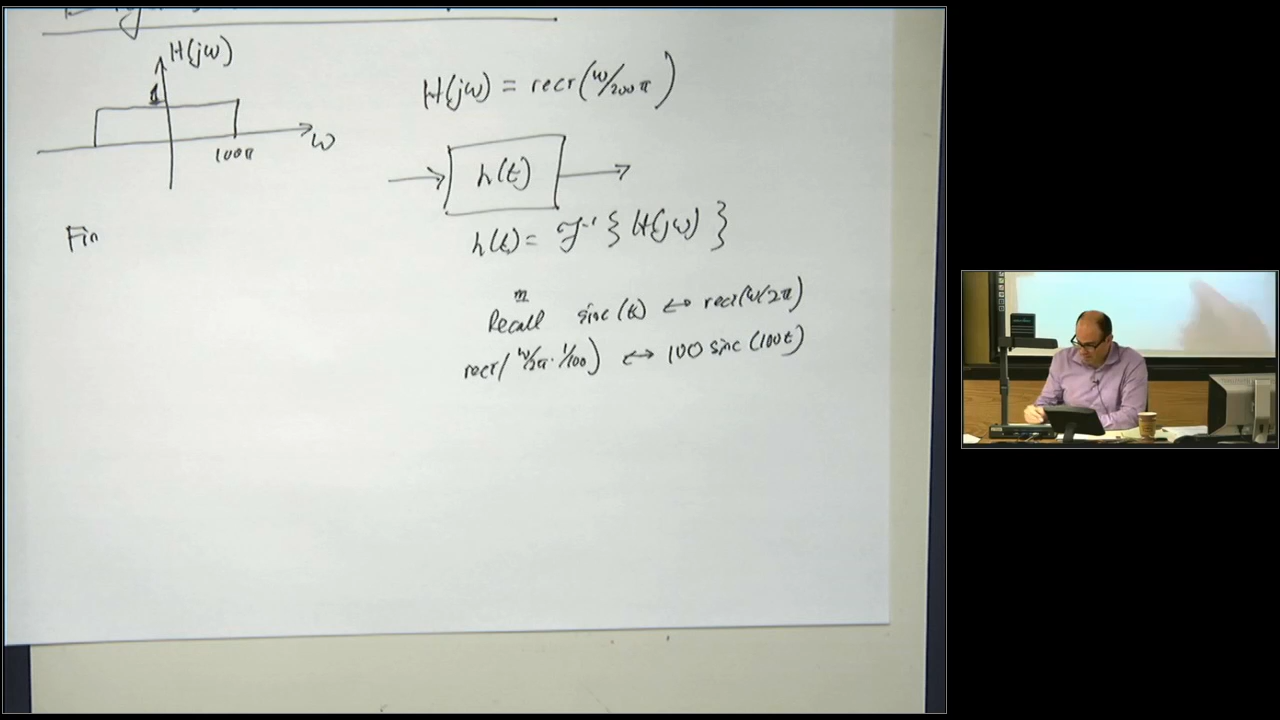 H(jω)
1
100π
ω
Fin
H(jω) = rect(ω/200π)
h(t)
h(t) = F⁻¹ { H(jω) }
Recall sinc(t) ↔ rect(ω/2π)
rect(ω/2π · 1/100) ↔ 100 sinc(100t)